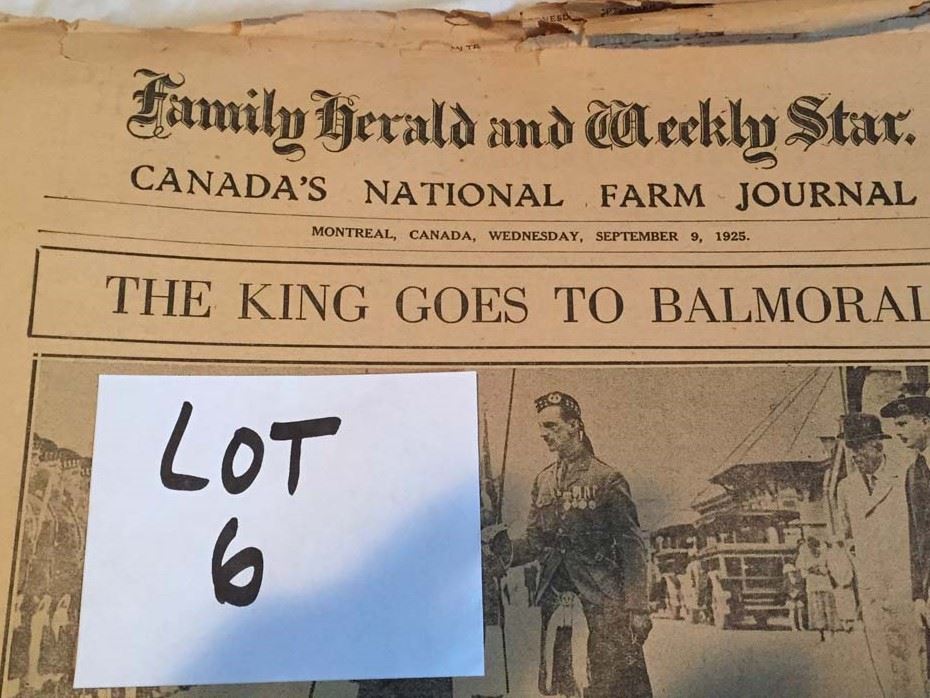 Family Herald and Weekly Star.
CANADA'S NATIONAL FARM JOURNAL
MONTREAL, CANADA, WEDNESDAY, SEPTEMBER 9, 1925.
THE KING GOES TO BALMORAL
LOT
6